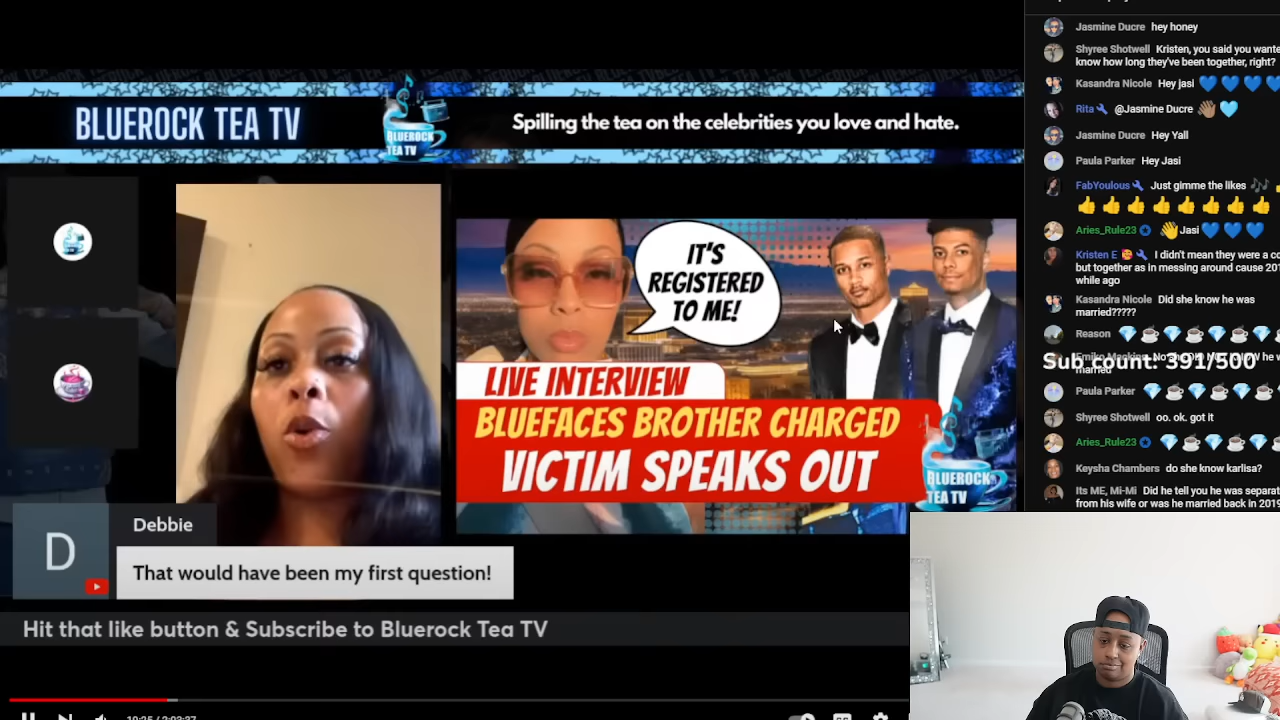 BLUEROCK TEA TV
BLUEROCK
TEA TV
Spilling the tea on the celebrities you love and hate.
IT'S
REGISTERED
TO ME!
LIVE INTERVIEW
BLUEFACES BROTHER CHARGED
VICTIM SPEAKS OUT
BLUEROCK
TEA TV
D
Debbie
That would have been my first question!
Hit that like button & Subscribe to Bluerock Tea TV
Jasmine Ducre hey honey
Shyree Shotwell Kristen, you said you wante
know how long they've been together, right?
Kasandra Nicole Hey jasi 💙 💙 💙 💙
Rita @Jasmine Ducre 👋🏽 🩵
Jasmine Ducre Hey Yall
Paula Parker Hey Jasi
FabYoulous Just gimme the likes 🎶
👍 👍 👍 👍 👍 👍 👍 👍
Aries_Rule23 👋 Jasi 💙 💙 💙
Kristen E 🥰 I didn't mean they were a co
but together as in messing around cause 201
while ago
Kasandra Nicole Did she know he was
married?????
Reason 💎 ☕ 💎 ☕ 💎 ☕
Sub count: 391/500
married
Paula Parker 💎 ☕ 💎 ☕ 💎 ☕
Shyree Shotwell oo. ok. got it
Aries_Rule23 💎 ☕ 💎 ☕ 💎 ☕
Keysha Chambers do she know karlisa?
Its ME, Mi-Mi Did he tell you he was separat
from his wife or was he married back in 2019